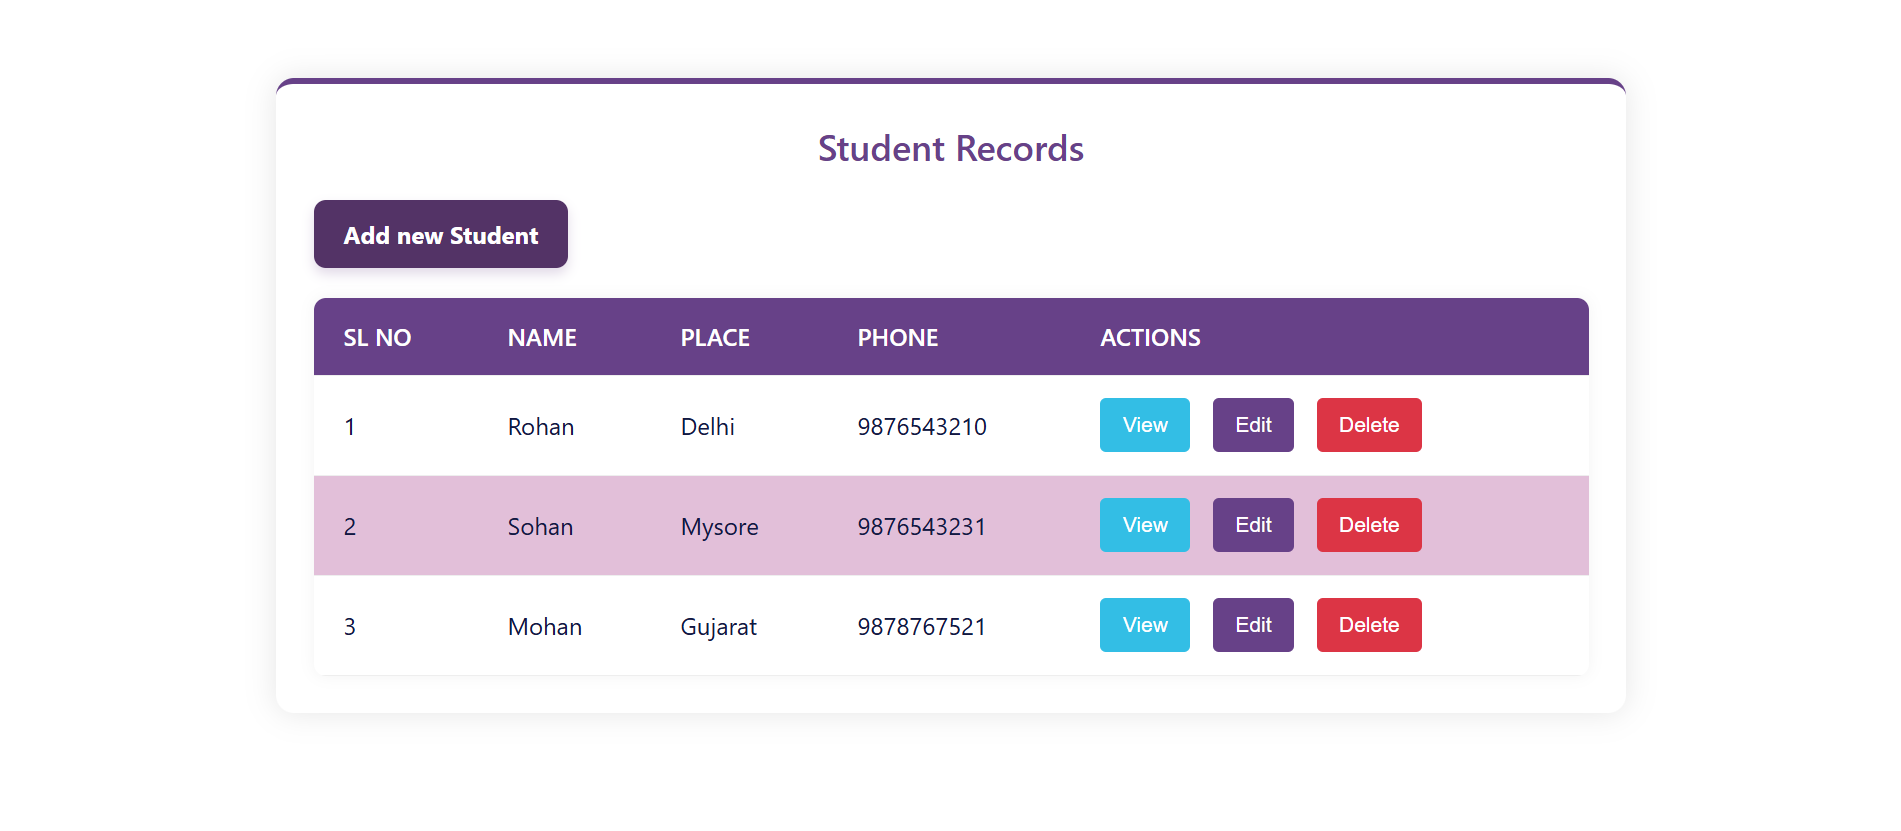 Student Records
Add new Student
SL NO NAME PLACE PHONE ACTIONS
1 Rohan Delhi 9876543210 View Edit Delete
2 Sohan Mysore 9876543231 View Edit Delete
3 Mohan Gujarat 9878767521 View Edit Delete